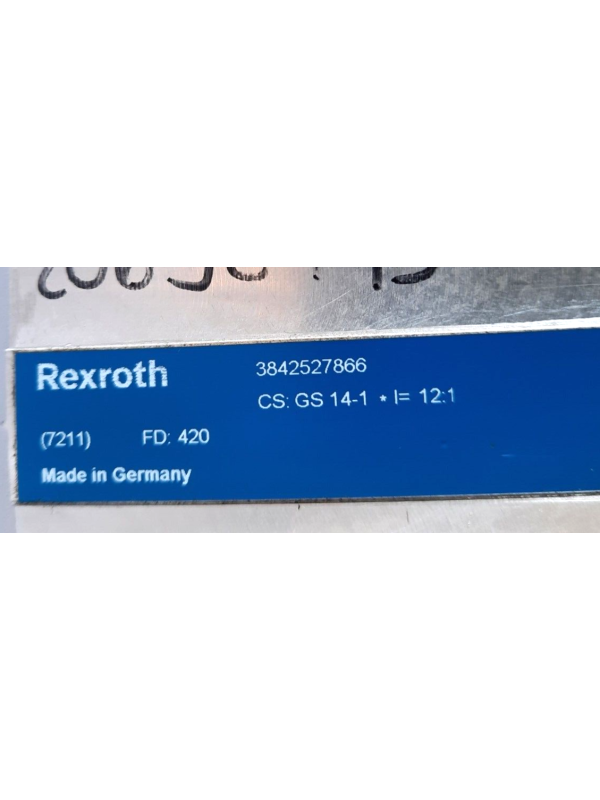 Rexroth
3842527866
CS: GS 14-1 * I= 12:1
(7211) FD: 420
Made in Germany